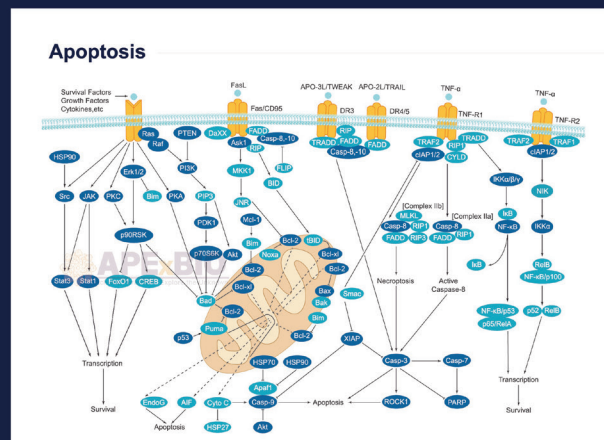 Apoptosis
Survival Factors
Growth Factors
Cytokines,etc
FasL
Fas/CD95
APO-3L/TWEAK
DR3
APO-2L/TRAIL
DR4/5
TNF-α
TNF-R1
TNF-α
TNF-R2
Ras
Raf
PTEN
DaXX
FADD
Ask1
RIP
Casp-8,-10
RIP
TRADD
FADD
Casp-8,-10
FADD
TRAF2
RIP1
TRADD
cIAP1/2
CYLD
TRAF2
TRAF1
cIAP1/2
HSP90
Erk1/2
PI3K
MKK1
FLIP
BID
IKKα/β/γ
NIK
Src
JAK
PKC
Bim
PKA
PIP3
JNR
[Complex IIb]
MLKL
Casp-8
RIP1
FADD
RIP3
[Complex IIa]
Casp-8
FADD
RIP1
IκB
NF-κB
IKKα
PDK1
Mcl-1
p90RSK
p70S6K
Akt
Bim
Noxa
Bcl-2
tBID
Bcl-xl
Bcl-2
IκB
RelB
NF-κB/p100
APExBIO
Stat3
Stat1
FoxO1
CREB
Bad
Bcl-2
Bcl-xl
Bax
Bak
Bim
Smac
Necroptosis
Active
Caspase-8
Bcl-2
Puma
p53
Bcl-2
XIAP
NF-κB/p53
p65/RelA
p52
RelB
Transcription
HSP70
HSP90
Casp-3
Casp-7
Apaf1
Transcription
Survival
EndoG
AIF
Cyto C
Casp-9
Apoptosis
ROCK1
PARP
Survival
Apoptosis
HSP27
Akt